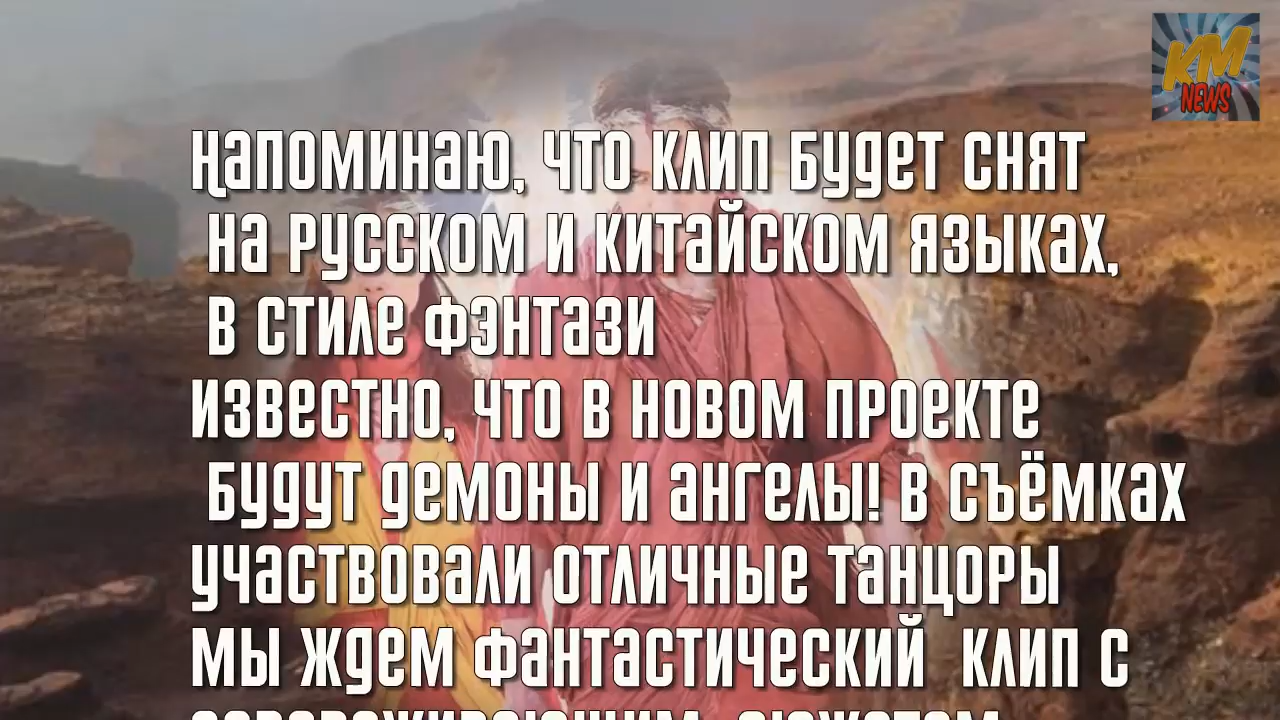 KM
NEWS
Напоминаю, что клип будет снят
на русском и китайском языках,
в стиле фэнтази
известно, что в новом проекте
будут демоны и ангелы! В съёмках
участвовали отличные танцоры
мы ждем фантастический клип с